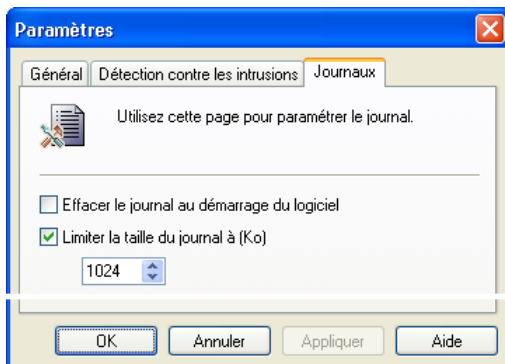 Paramètres
Général Détection contre les intrusions Journaux
Utilisez cette page pour paramétrer le journal.
Effacer le journal au démarrage du logiciel
Limiter la taille du journal à (Ko)
1024
OK Annuler Appliquer Aide